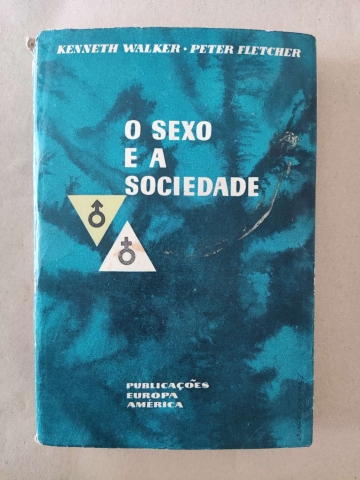 KENNETH WALKER • PETER FLETCHER
O SEXO
E A
SOCIEDADE
PUBLICAÇÕES
EUROPA
AMÉRICA